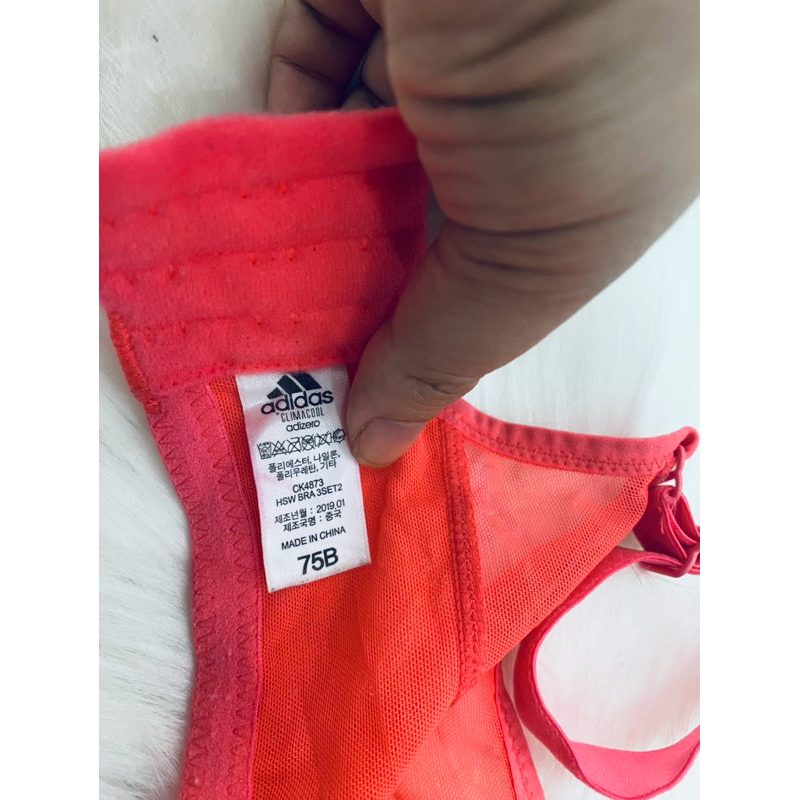 adidas
CLIMACOOL
adizero
폴리에스터, 나일론,
폴리우레탄, 기타
CK4873
HSW BRA 3SET2
제조년월 : 2019.01
제조국명 : 중국
MADE IN CHINA
75B